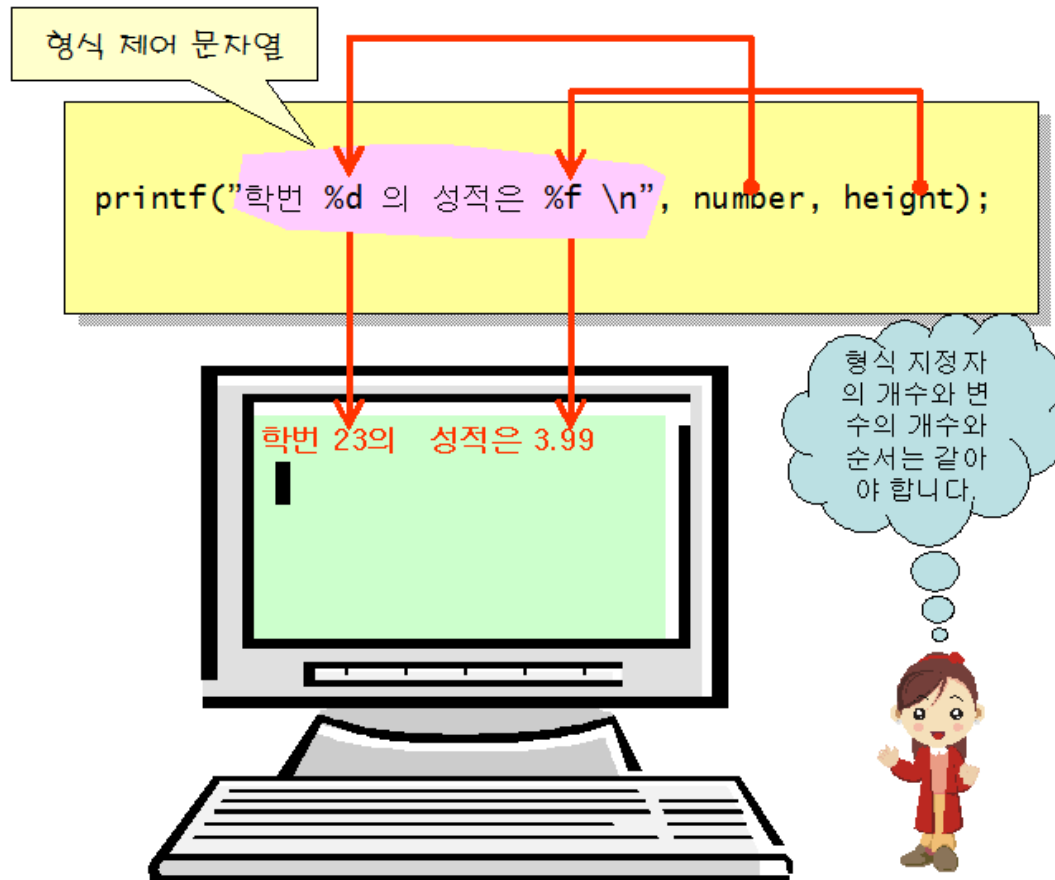 형식 제어 문자열
printf(”학번 %d 의 성적은 %f \n”, number, height);
학번 23의 성적은 3.99
형식 지정자
의 개수와 변
수의 개수와
순서는 같아
야 합니다.